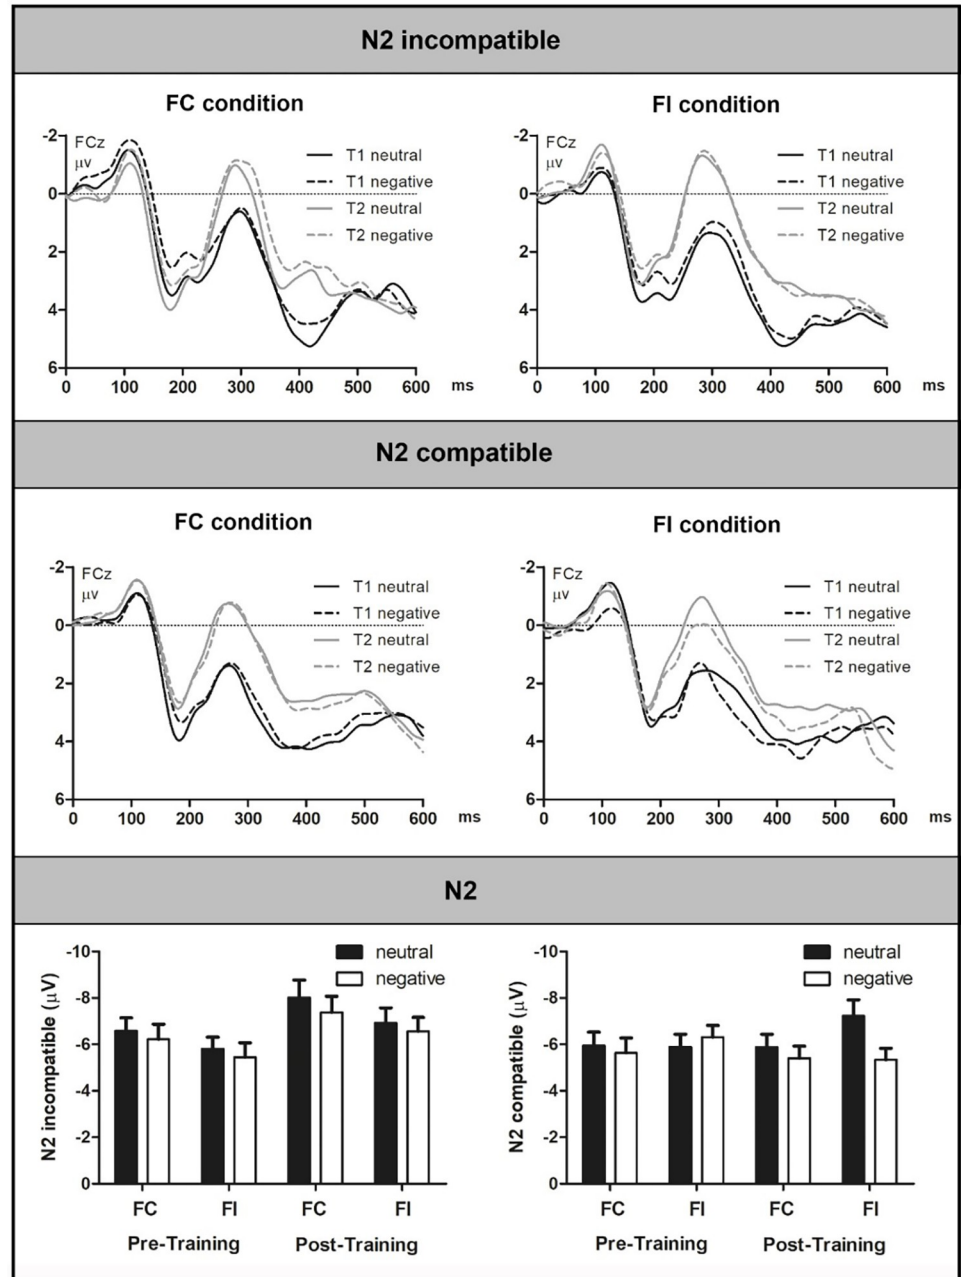 N2 incompatible
FC condition
-2
0
2
4
6
FCz
μv
T1 neutral
T1 negative
T2 neutral
T2 negative
0 100 200 300 400 500 600 ms
FI condition
-2
0
2
4
6
FCz
μv
T1 neutral
T1 negative
T2 neutral
T2 negative
0 100 200 300 400 500 600 ms
N2 compatible
FC condition
-2
0
2
4
6
FCz
μv
T1 neutral
T1 negative
T2 neutral
T2 negative
0 100 200 300 400 500 600 ms
FI condition
-2
0
2
4
6
FCz
μv
T1 neutral
T1 negative
T2 neutral
T2 negative
0 100 200 300 400 500 600 ms
N2
N2 incompatible (μV)
-10
-8
-6
-4
-2
0
neutral
negative
FC FI FC FI
Pre-Training Post-Training
N2 compatible (μV)
-10
-8
-6
-4
-2
0
neutral
negative
FC FI FC FI
Pre-Training Post-Training